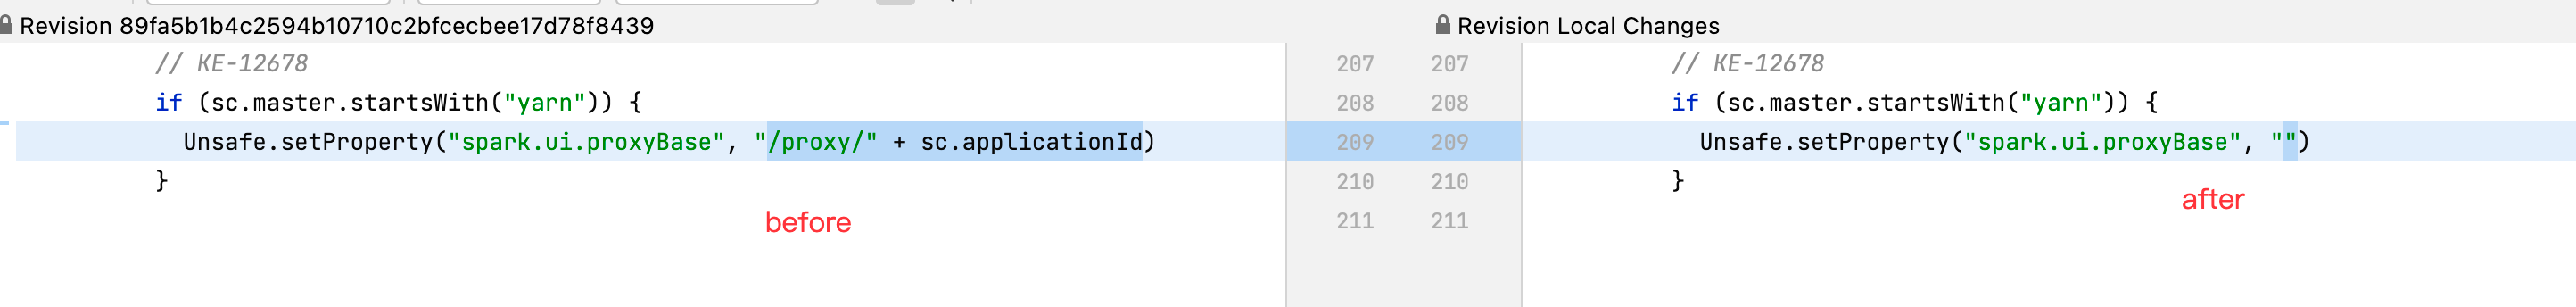 Revision 89fa5b1b4c2594b10710c2bfcecbee17d78f8439
// KE-12678
if (sc.master.startsWith("yarn")) {
Unsafe.setProperty("spark.ui.proxyBase", "/proxy/" + sc.applicationId)
}
before
207 207
208 208
209 209
210 210
211 211
Revision Local Changes
// KE-12678
if (sc.master.startsWith("yarn")) {
Unsafe.setProperty("spark.ui.proxyBase", "")
}
after